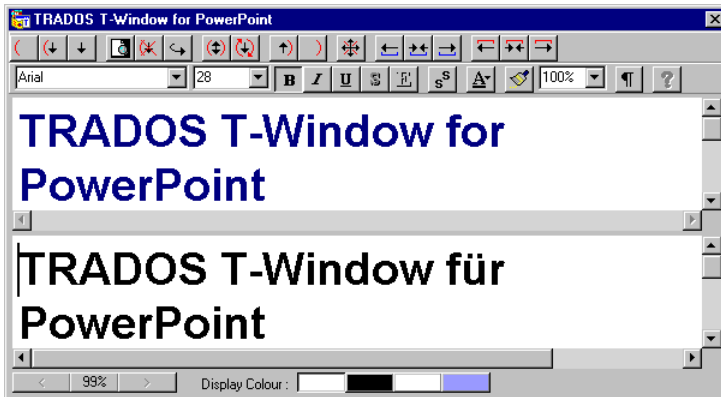 TRADOS T-Window for PowerPoint
Arial 28 B I U S E s S A 100% ¶ ?
TRADOS T-Window for
PowerPoint
TRADOS T-Window für
PowerPoint
< 99% > Display Colour :